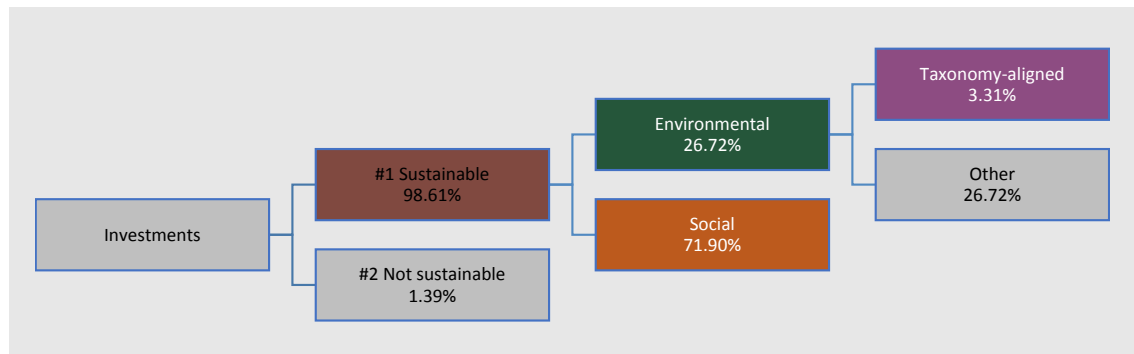 Investments
#1 Sustainable
98.61%
#2 Not sustainable
1.39%
Environmental
26.72%
Social
71.90%
Taxonomy-aligned
3.31%
Other
26.72%